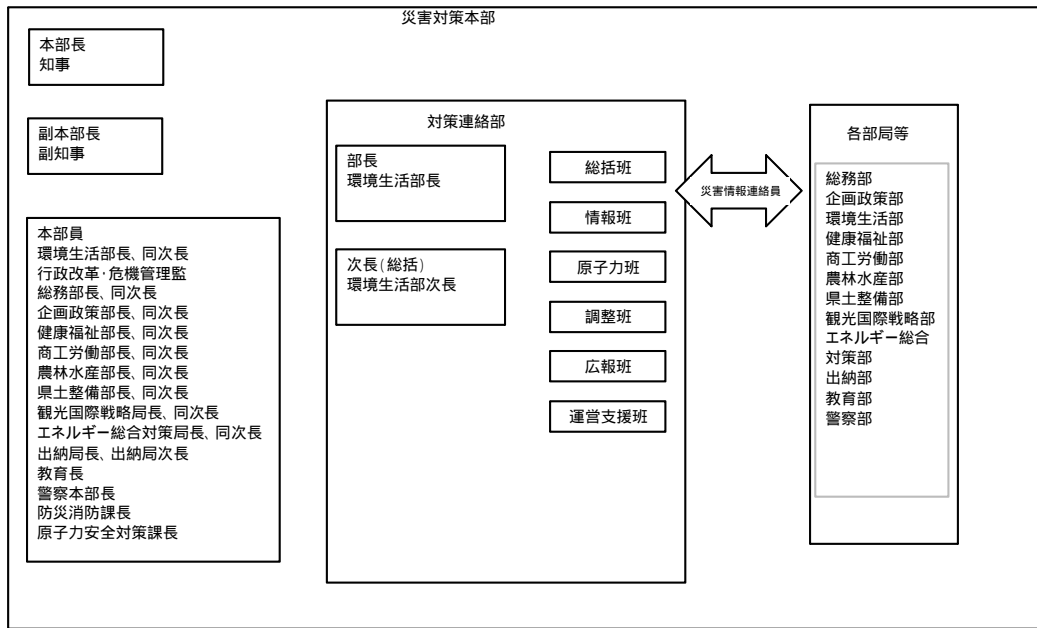 災害対策本部
本部長
知事
副本部長
副知事
本部員
環境生活部長、同次長
行政改革・危機管理監
総務部長、同次長
企画政策部長、同次長
健康福祉部長、同次長
商工労働部長、同次長
農林水産部長、同次長
県土整備部長、同次長
観光国際戦略局長、同次長
エネルギー総合対策局長、同次長
出納局長、出納局次長
教育長
警察本部長
防災消防課長
原子力安全対策課長
対策連絡部
部長
環境生活部長
次長(総括)
環境生活部次長
総括班
情報班
原子力班
調整班
広報班
運営支援班
災害情報連絡員
各部局等
総務部
企画政策部
環境生活部
健康福祉部
商工労働部
農林水産部
県土整備部
観光国際戦略部
エネルギー総合
対策部
出納部
教育部
警察部